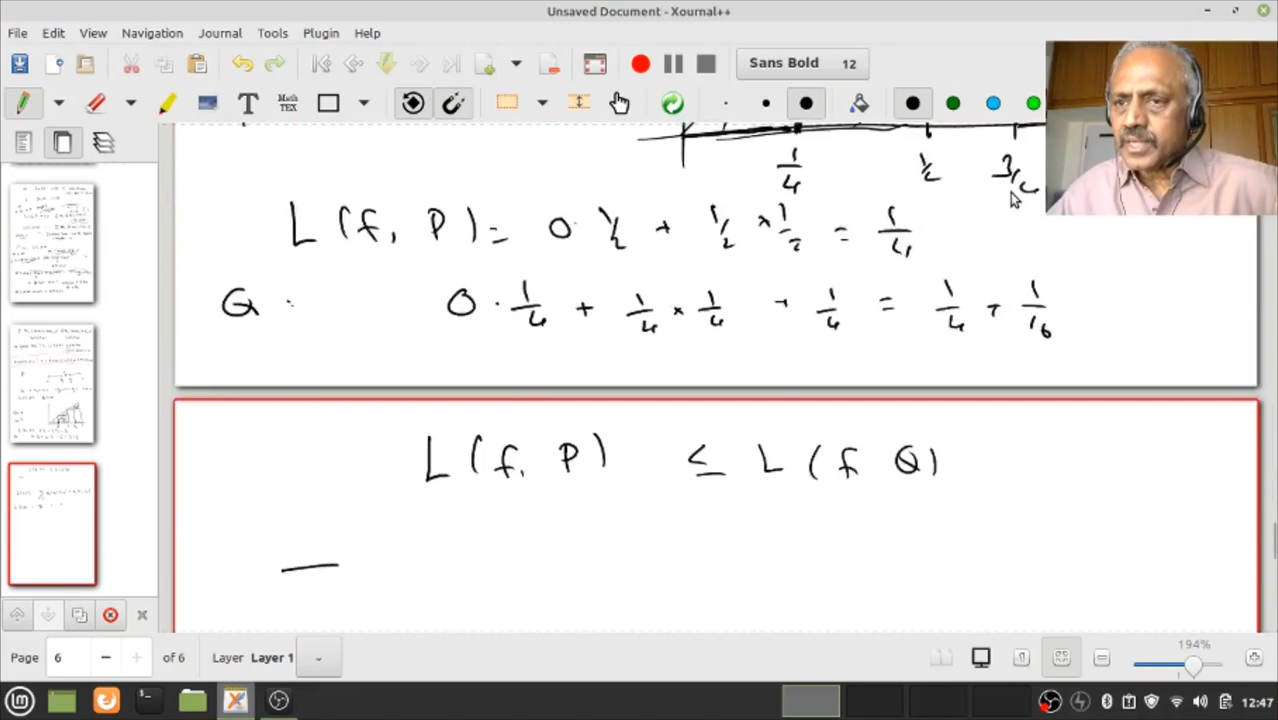 Unsaved Document - Xournal++
File Edit View Navigation Journal Tools Plugin Help
Sans Bold 12
Math TEX
1/4 1/2 3/4
L(f, P) = 0. 1/2 + 1/2 × 1/2 = 1/4
Q : 0 · 1/4 + 1/4 × 1/4 + 1/4 = 1/4 + 1/16
L(f, P) ≤ L(f Q)
194%
Page 6 of 6 Layer Layer 1
12:47